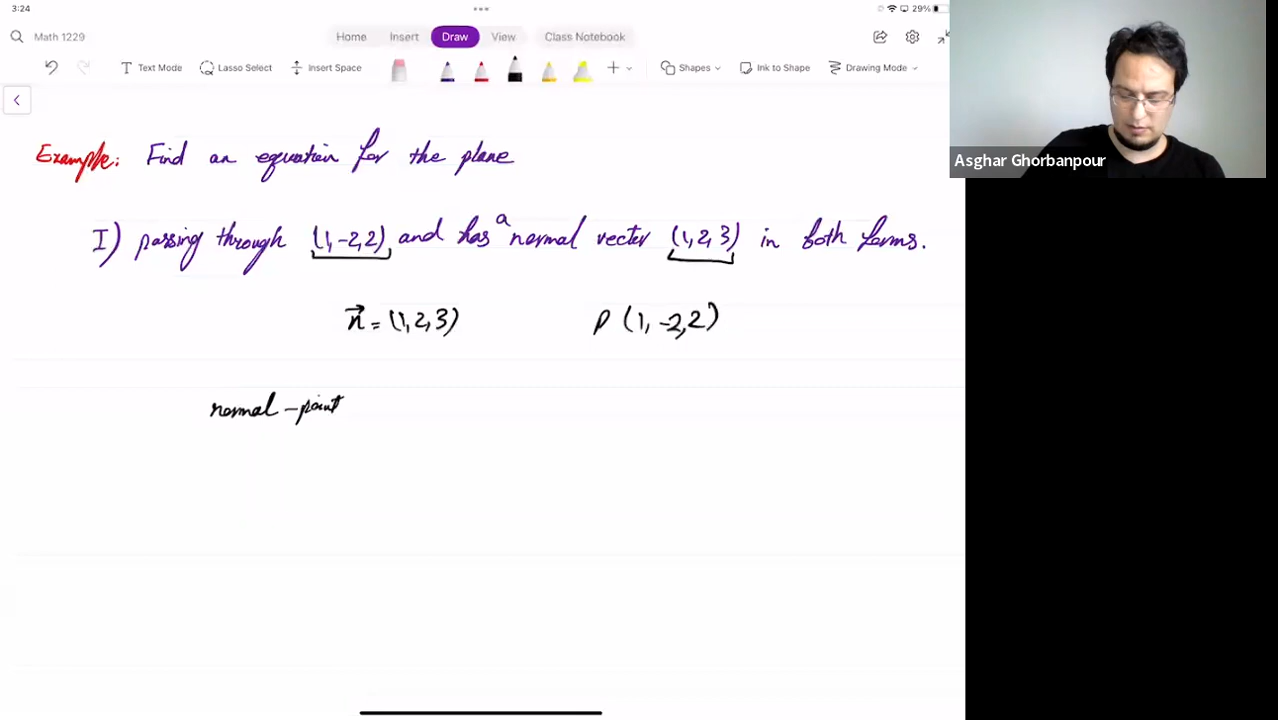 3:24
29%
Math 1229
Home Insert Draw View Class Notebook
Text Mode Lasso Select Insert Space Shapes Ink to Shape Drawing Mode
Asghar Ghorbanpour
Example: Find an equation for the plane
I) passing through (1,-2,2) and has a normal vector (1,2,3) in both forms.
n⃗ = (1,2,3) P (1,-2,2)
normal-point